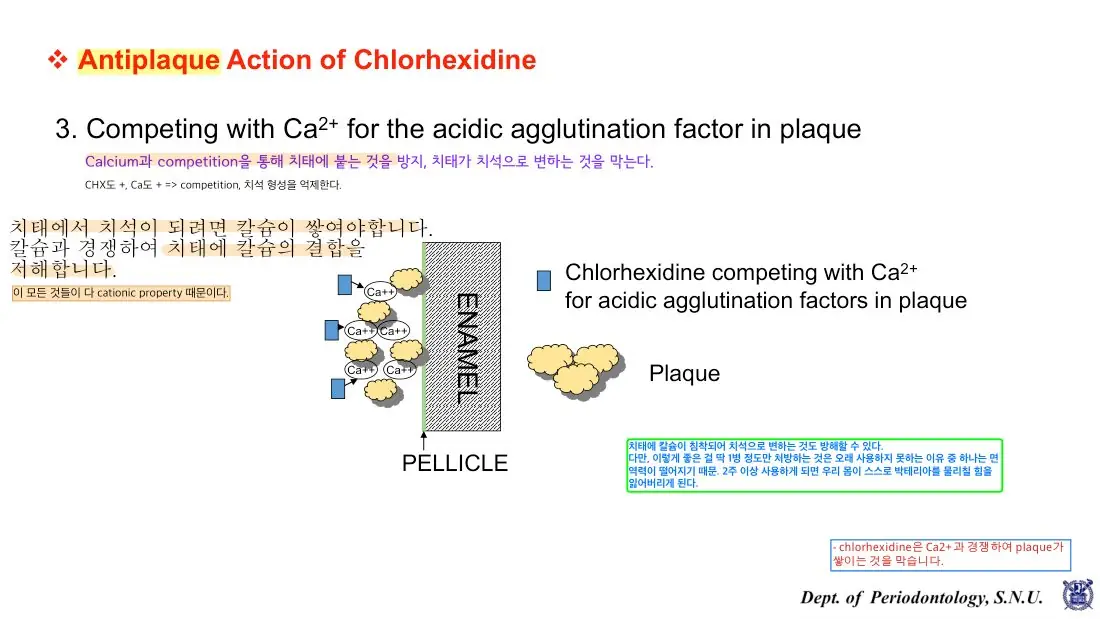 ❖ Antiplaque Action of Chlorhexidine
3. Competing with Ca²⁺ for the acidic agglutination factor in plaque
Calcium과 competition을 통해 치태에 붙는 것을 방지, 치태가 치석으로 변하는 것을 막는다.
CHX도 +, Ca도 + => competition, 치석 형성을 억제한다.
치태에서 치석이 되려면 칼슘이 쌓여야합니다.
칼슘과 경쟁하여 치태에 칼슘의 결합을
저해합니다.
이 모든 것들이 다 cationic property 때문이다.
Ca++
Ca++ Ca++
Ca++ Ca++
ENAMEL
PELLICLE
Chlorhexidine competing with Ca²⁺
for acidic agglutination factors in plaque
Plaque
치태에 칼슘이 침착되어 치석으로 변하는 것도 방해할 수 있다.
다만, 이렇게 좋은 걸 딱 1병 정도만 처방하는 것은 오래 사용하지 못하는 이유 중 하나는 면
역력이 떨어지기 때문. 2주 이상 사용하게 되면 우리 몸이 스스로 박테리아를 물리칠 힘을
잃어버리게 된다.
- chlorhexidine은 Ca2+과 경쟁하여 plaque가
쌓이는 것을 막습니다.
Dept. of Periodontology, S.N.U.